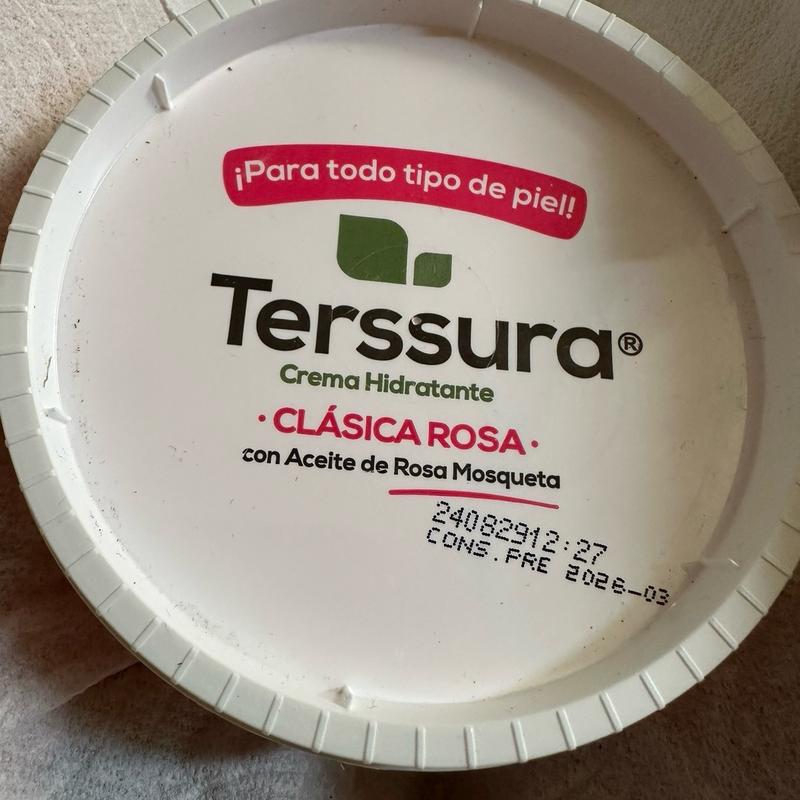 ¡Para todo tipo de piel!
Terssura®
Crema Hidratante
· CLÁSICA ROSA ·
con Aceite de Rosa Mosqueta
24082912:27
CONS.PRE 2026-03